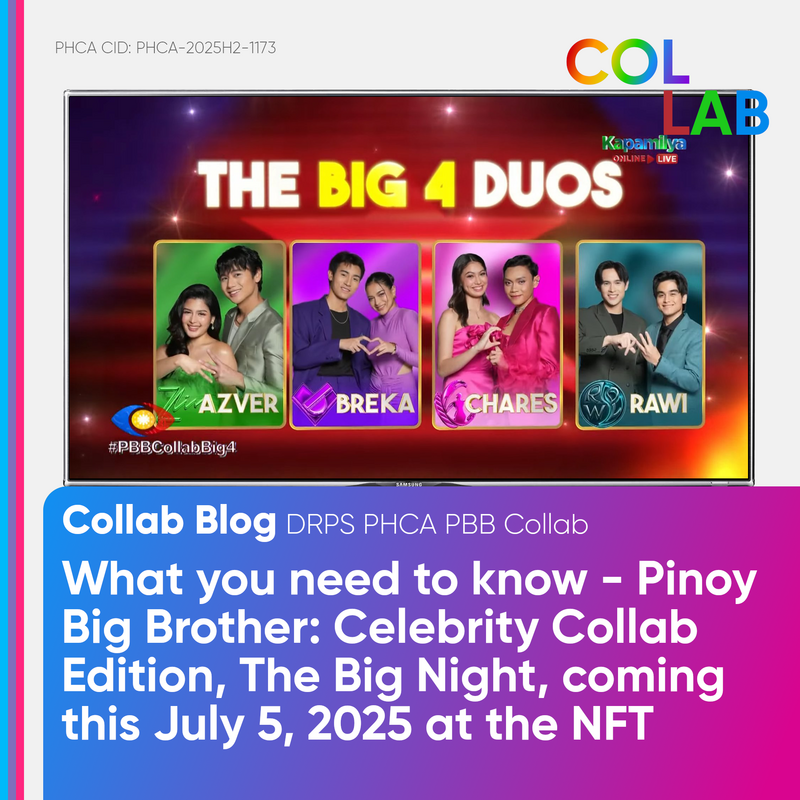 PHCA CID: PHCA-2025H2-1173
COL
LAB
Kapamilya
ONLINE LIVE
THE BIG 4 DUOS
AZVER
BREKA
CHARES
RAWI
#PBBCollabBig4
SAMSUNG
Collab Blog DRPS PHCA PBB Collab
What you need to know - Pinoy
Big Brother: Celebrity Collab
Edition, The Big Night, coming
this July 5, 2025 at the NFT